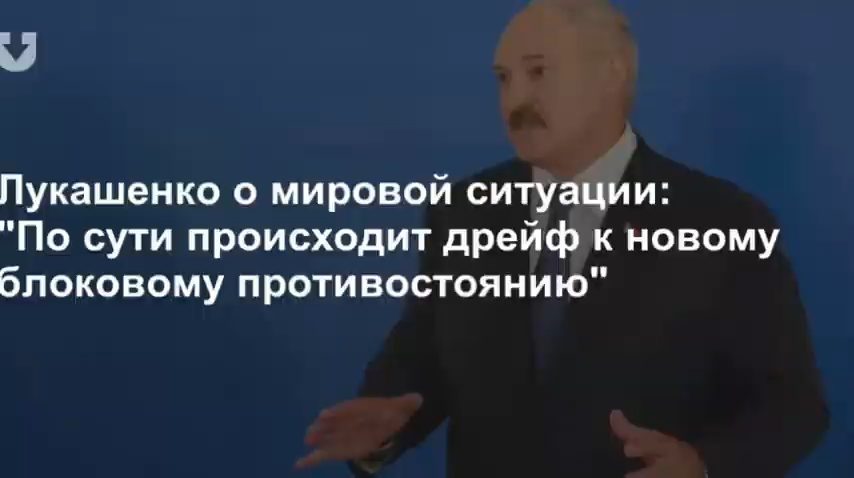 Лукашенко о мировой ситуации:
"По сути происходит дрейф к новому
блоковому противостоянию"